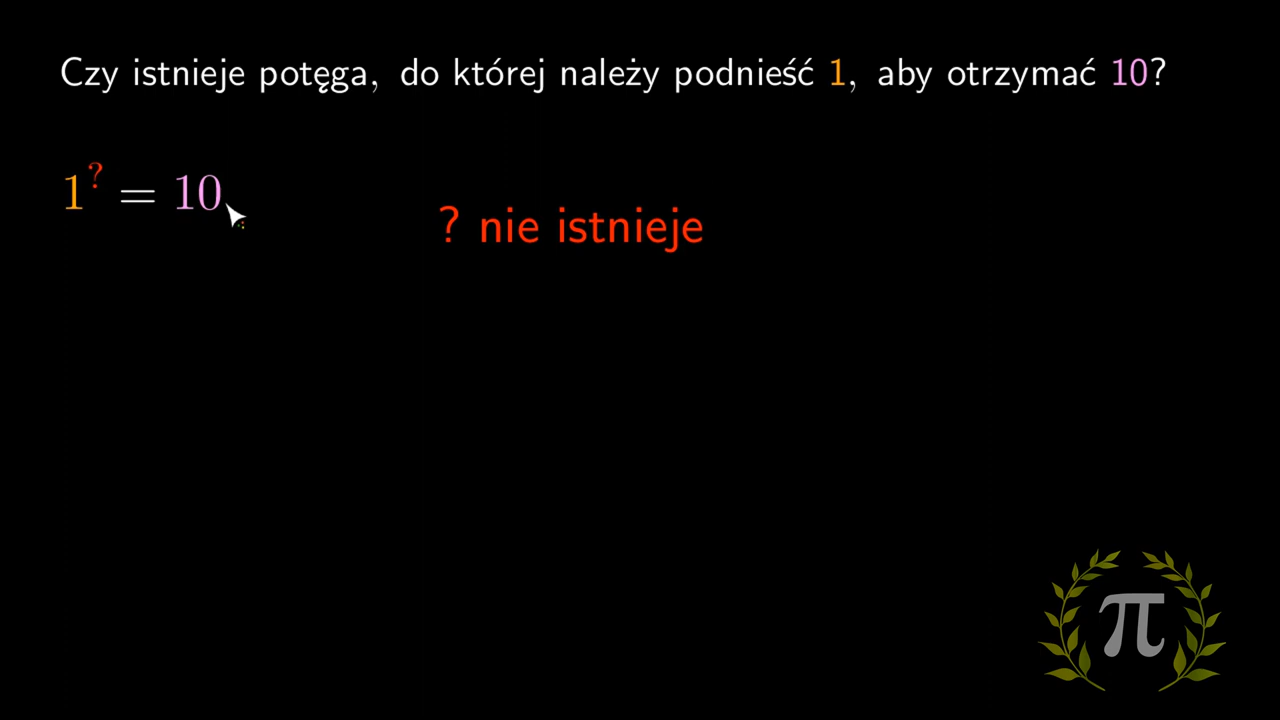 Czy istnieje potęga, do której należy podnieść 1, aby otrzymać 10?
1^? = 10
? nie istnieje
π